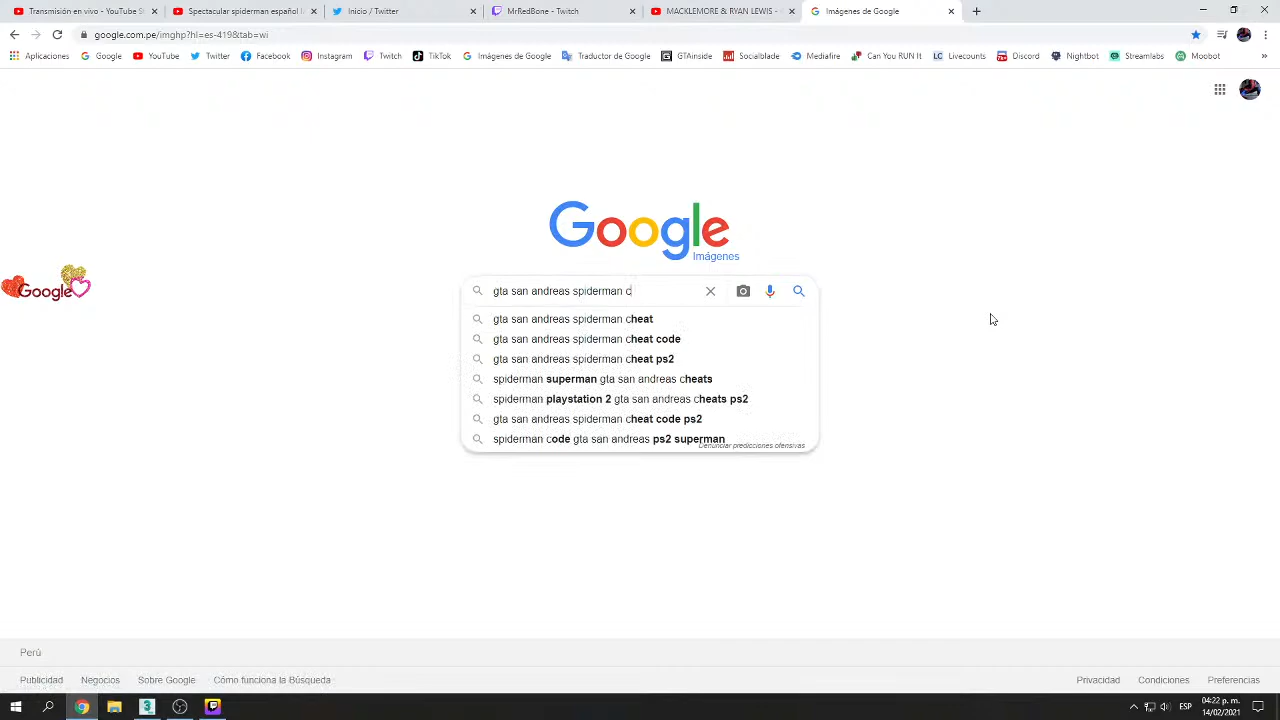 Transmisión en vivo - YouTube S
Spectacular spiderman español l
Inicio / Twitter
MrRedBone - Twitch
MACKLEMORE & RYAN LEWIS -
Imágenes de Google
google.com.pe/imghp?hl=es-419&tab=wi
Aplicaciones
Google
YouTube
Twitter
Facebook
Instagram
Twitch
TikTok
Imágenes de Google
Traductor de Google
GTAinside
Socialblade
Mediafire
Can You RUN It
LC Livecounts
Discord
Nightbot
Streamlabs
Moobot
Google
Imágenes
Google
gta san andreas spiderman c
gta san andreas spiderman cheat
gta san andreas spiderman cheat code
gta san andreas spiderman cheat ps2
spiderman superman gta san andreas cheats
spiderman playstation 2 gta san andreas cheats ps2
gta san andreas spiderman cheat code ps2
spiderman code gta san andreas ps2 superman
Denunciar predicciones ofensivas
Perú
Publicidad
Negocios
Sobre Google
Cómo funciona la Búsqueda
Privacidad
Condiciones
Preferencias
ESP
04:22 p. m.
14/02/2021